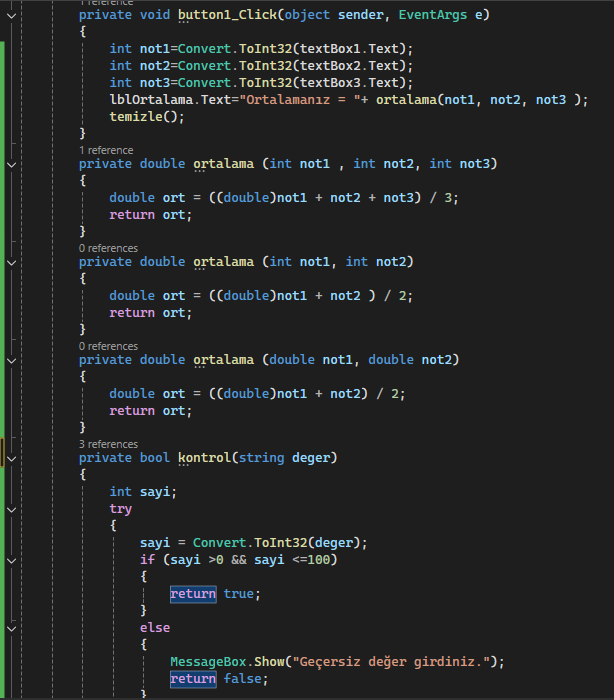 1 reference
private void button1_Click(object sender, EventArgs e)
{
int not1=Convert.ToInt32(textBox1.Text);
int not2=Convert.ToInt32(textBox2.Text);
int not3=Convert.ToInt32(textBox3.Text);
lblOrtalama.Text="Ortalamanız = "+ ortalama(not1, not2, not3 );
temizle();
}
1 reference
private double ortalama (int not1 , int not2, int not3)
{
double ort = ((double)not1 + not2 + not3) / 3;
return ort;
}
0 references
private double ortalama (int not1, int not2)
{
double ort = ((double)not1 + not2 ) / 2;
return ort;
}
0 references
private double ortalama (double not1, double not2)
{
double ort = ((double)not1 + not2) / 2;
return ort;
}
3 references
private bool kontrol(string deger)
{
int sayi;
try
{
sayi = Convert.ToInt32(deger);
if (sayi >0 && sayi <=100)
{
return true;
}
else
{
MessageBox.Show("Geçersiz değer girdiniz.");
return false;
}